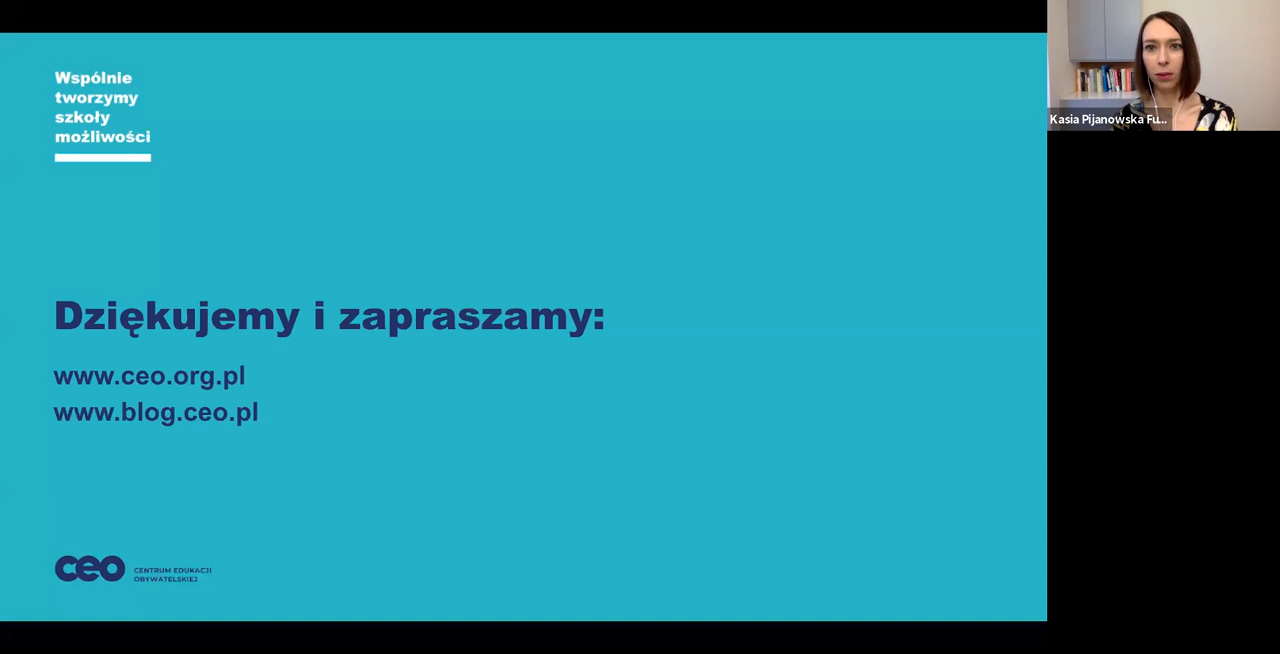 Wspólnie
tworzymy
szkoły
możliwości
Dziękujemy i zapraszamy:
www.ceo.org.pl
www.blog.ceo.pl
ceo
CENTRUM EDUKACJI
OBYWATELSKIEJ
Kasia Pijanowska Fu...